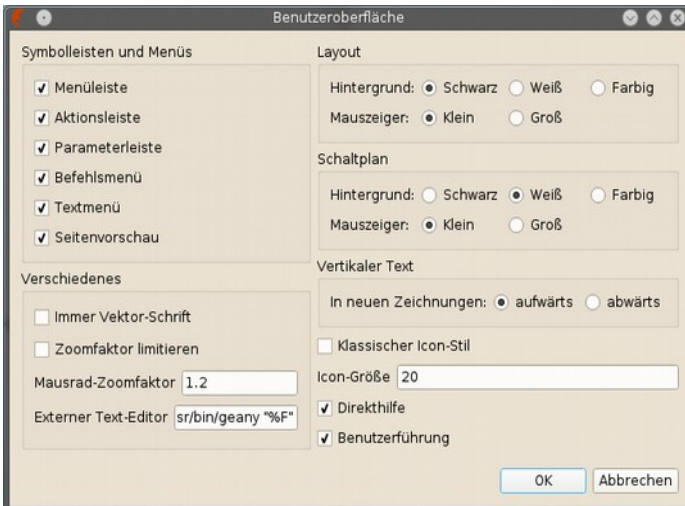 Benutzeroberfläche
Symbolleisten und Menüs
Menüleiste
Aktionsleiste
Parameterleiste
Befehlsmenü
Textmenü
Seitenvorschau
Verschiedenes
Immer Vektor-Schrift
Zoomfaktor limitieren
Mausrad-Zoomfaktor 1.2
Externer Text-Editor sr/bin/geany "%F"
Layout
Hintergrund: Schwarz Weiß Farbig
Mauszeiger: Klein Groß
Schaltplan
Hintergrund: Schwarz Weiß Farbig
Mauszeiger: Klein Groß
Vertikaler Text
In neuen Zeichnungen: aufwärts abwärts
Klassischer Icon-Stil
Icon-Größe 20
Direkthilfe
Benutzerführung
OK Abbrechen